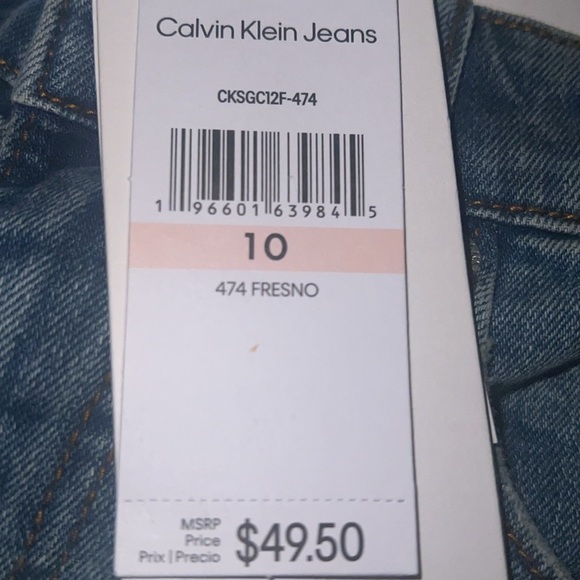 Calvin Klein Jeans
CKSGC12F-474
1 96601 63984 5
10
474 FRESNO
MSRP
Price
Prix | Precio
$49.50